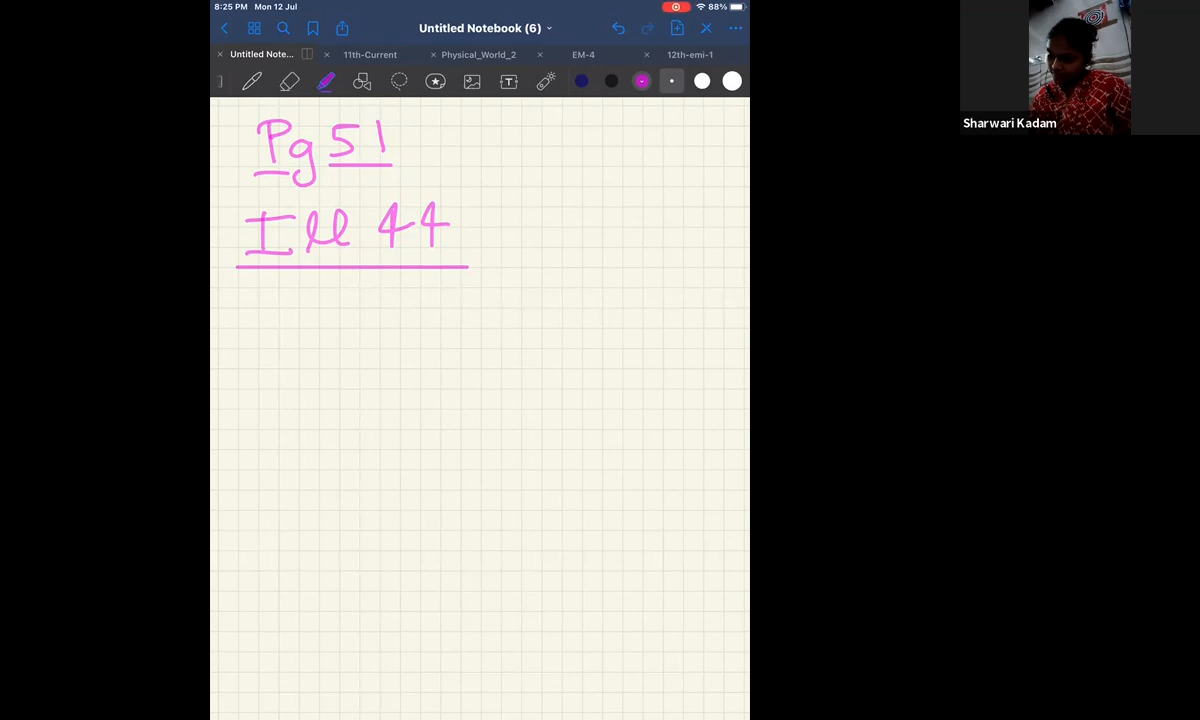 8:25 PM Mon 12 Jul
88%
Untitled Notebook (6)
Untitled Note...
11th-Current
Physical_World_2
EM-4
12th-emi-1
Pg 51
Ill 44
Sharwari Kadam